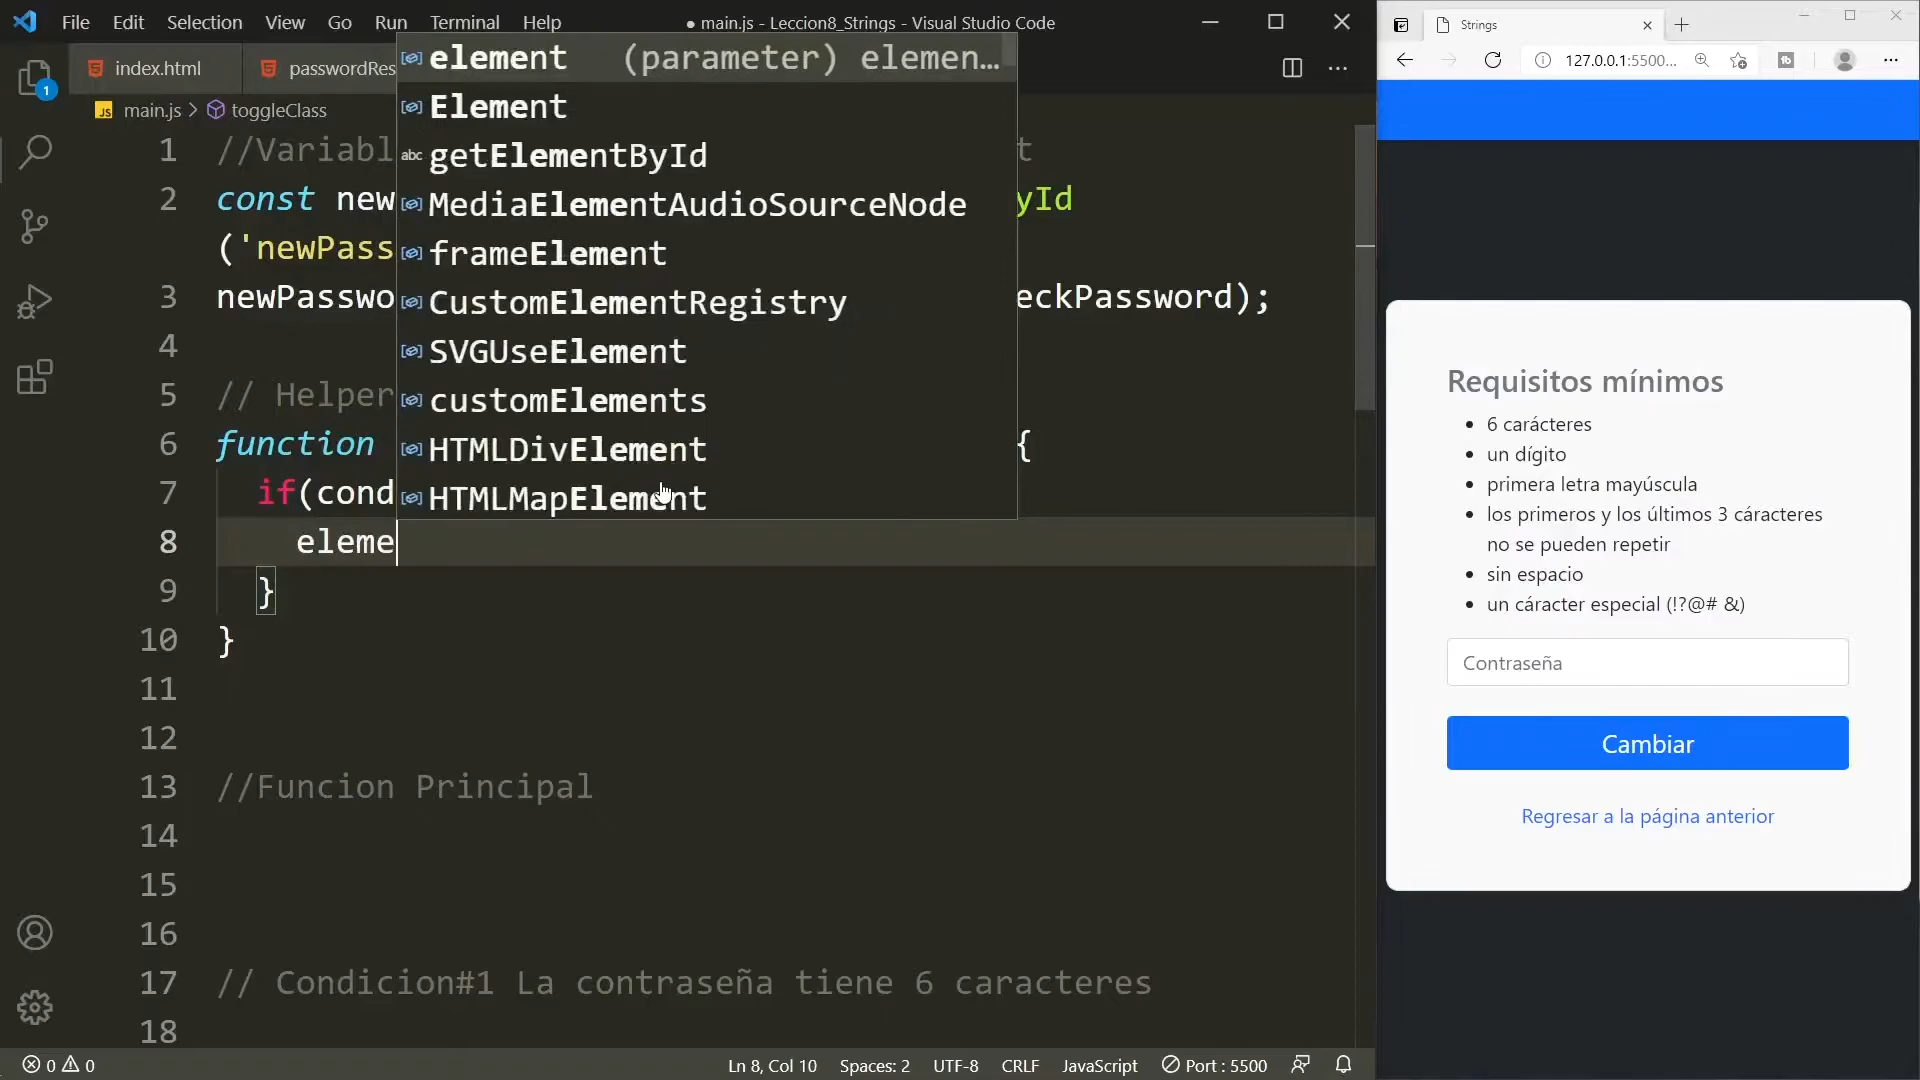 File Edit Selection View Go Run Terminal Help
● main.js - Leccion8_Strings - Visual Studio Code
index.html
passwordRes
main.js > toggleClass
element (parameter) elemen...
Element
getElementById
MediaElementAudioSourceNode
frameElement
CustomElementRegistry
SVGUseElement
customElements
HTMLDivElement
HTMLMapElement
1 //Variabl t
2 const new yId
('newPass
3 newPasswo eckPassword);
4
5 // Helper
6 function {
7 if(cond
8 eleme
9 }
10 }
11
12
13 //Funcion Principal
14
15
16
17 // Condicion#1 La contraseña tiene 6 caracteres
18
1
0 0
Ln 8, Col 10 Spaces: 2 UTF-8 CRLF JavaScript Port : 5500
Strings
127.0.0.1:5500...
Requisitos mínimos
6 carácteres
un dígito
primera letra mayúscula
los primeros y los últimos 3 cáracteres
no se pueden repetir
sin espacio
un cáracter especial (!?@# &)
Contraseña
Cambiar
Regresar a la página anterior